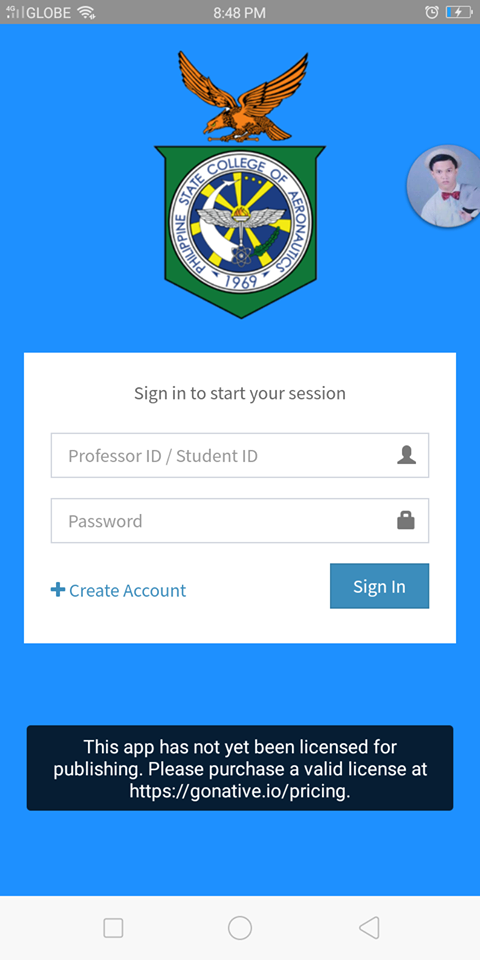 4G GLOBE 8:48 PM
PHILIPPINE STATE COLLEGE OF AERONAUTICS
1969
Sign in to start your session
Professor ID / Student ID
Password
Create Account
Sign In
This app has not yet been licensed for
publishing. Please purchase a valid license at
https://gonative.io/pricing.